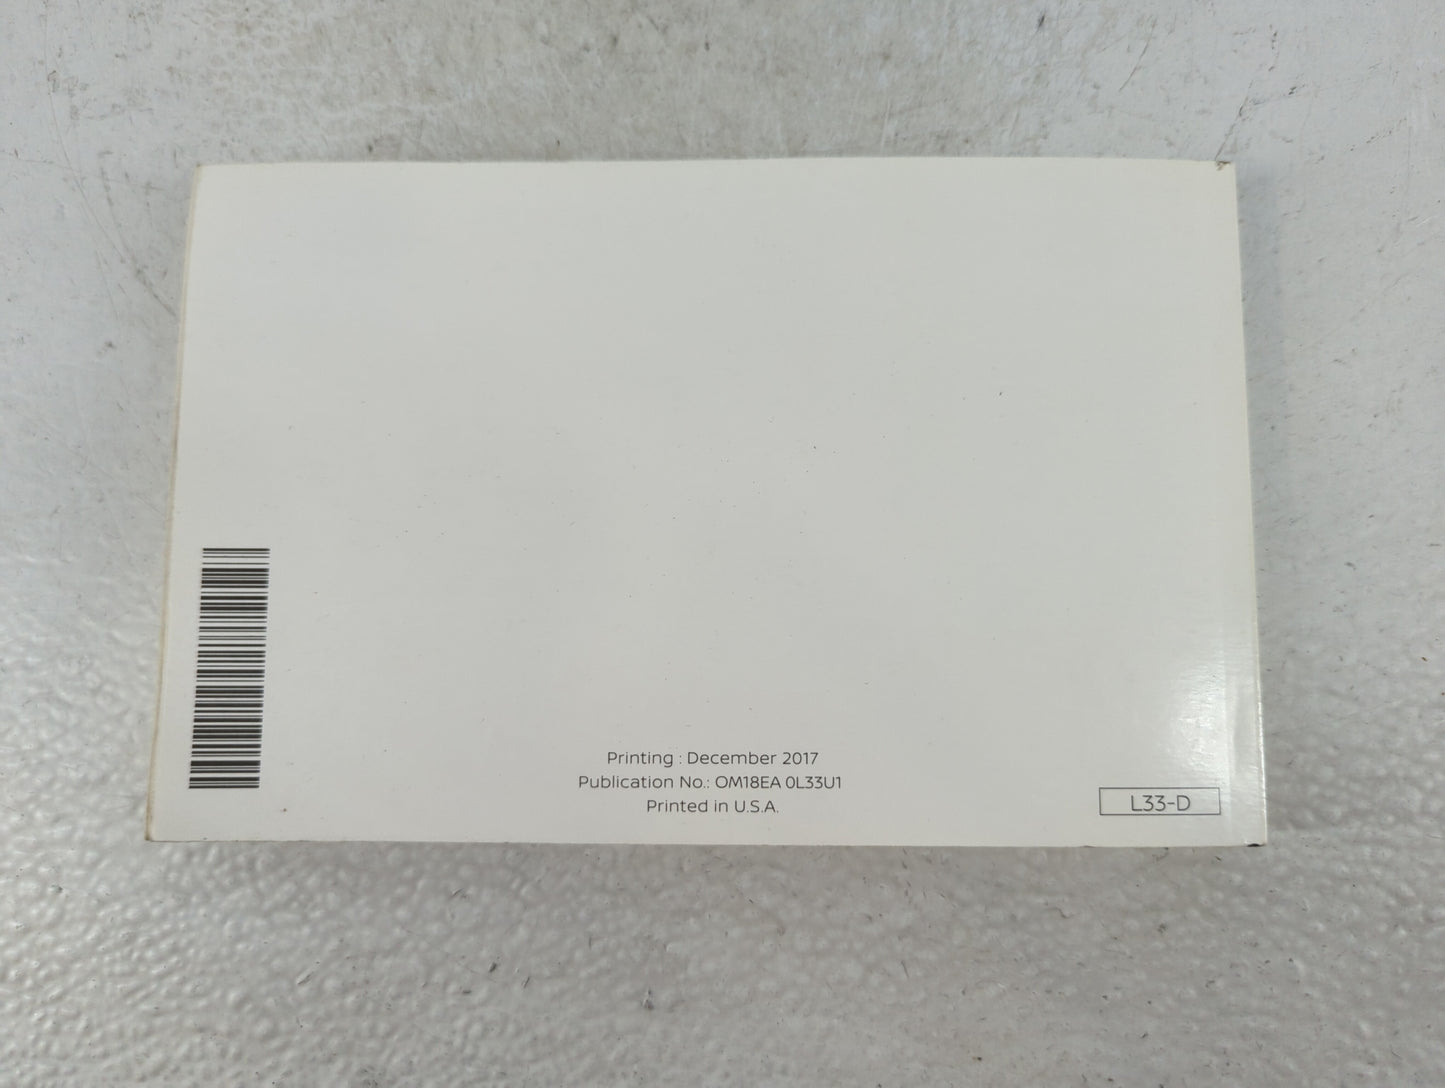 Printing : December 2017
Publication No.: OM18EA 0L33U1
Printed in U.S.A.
L33-D